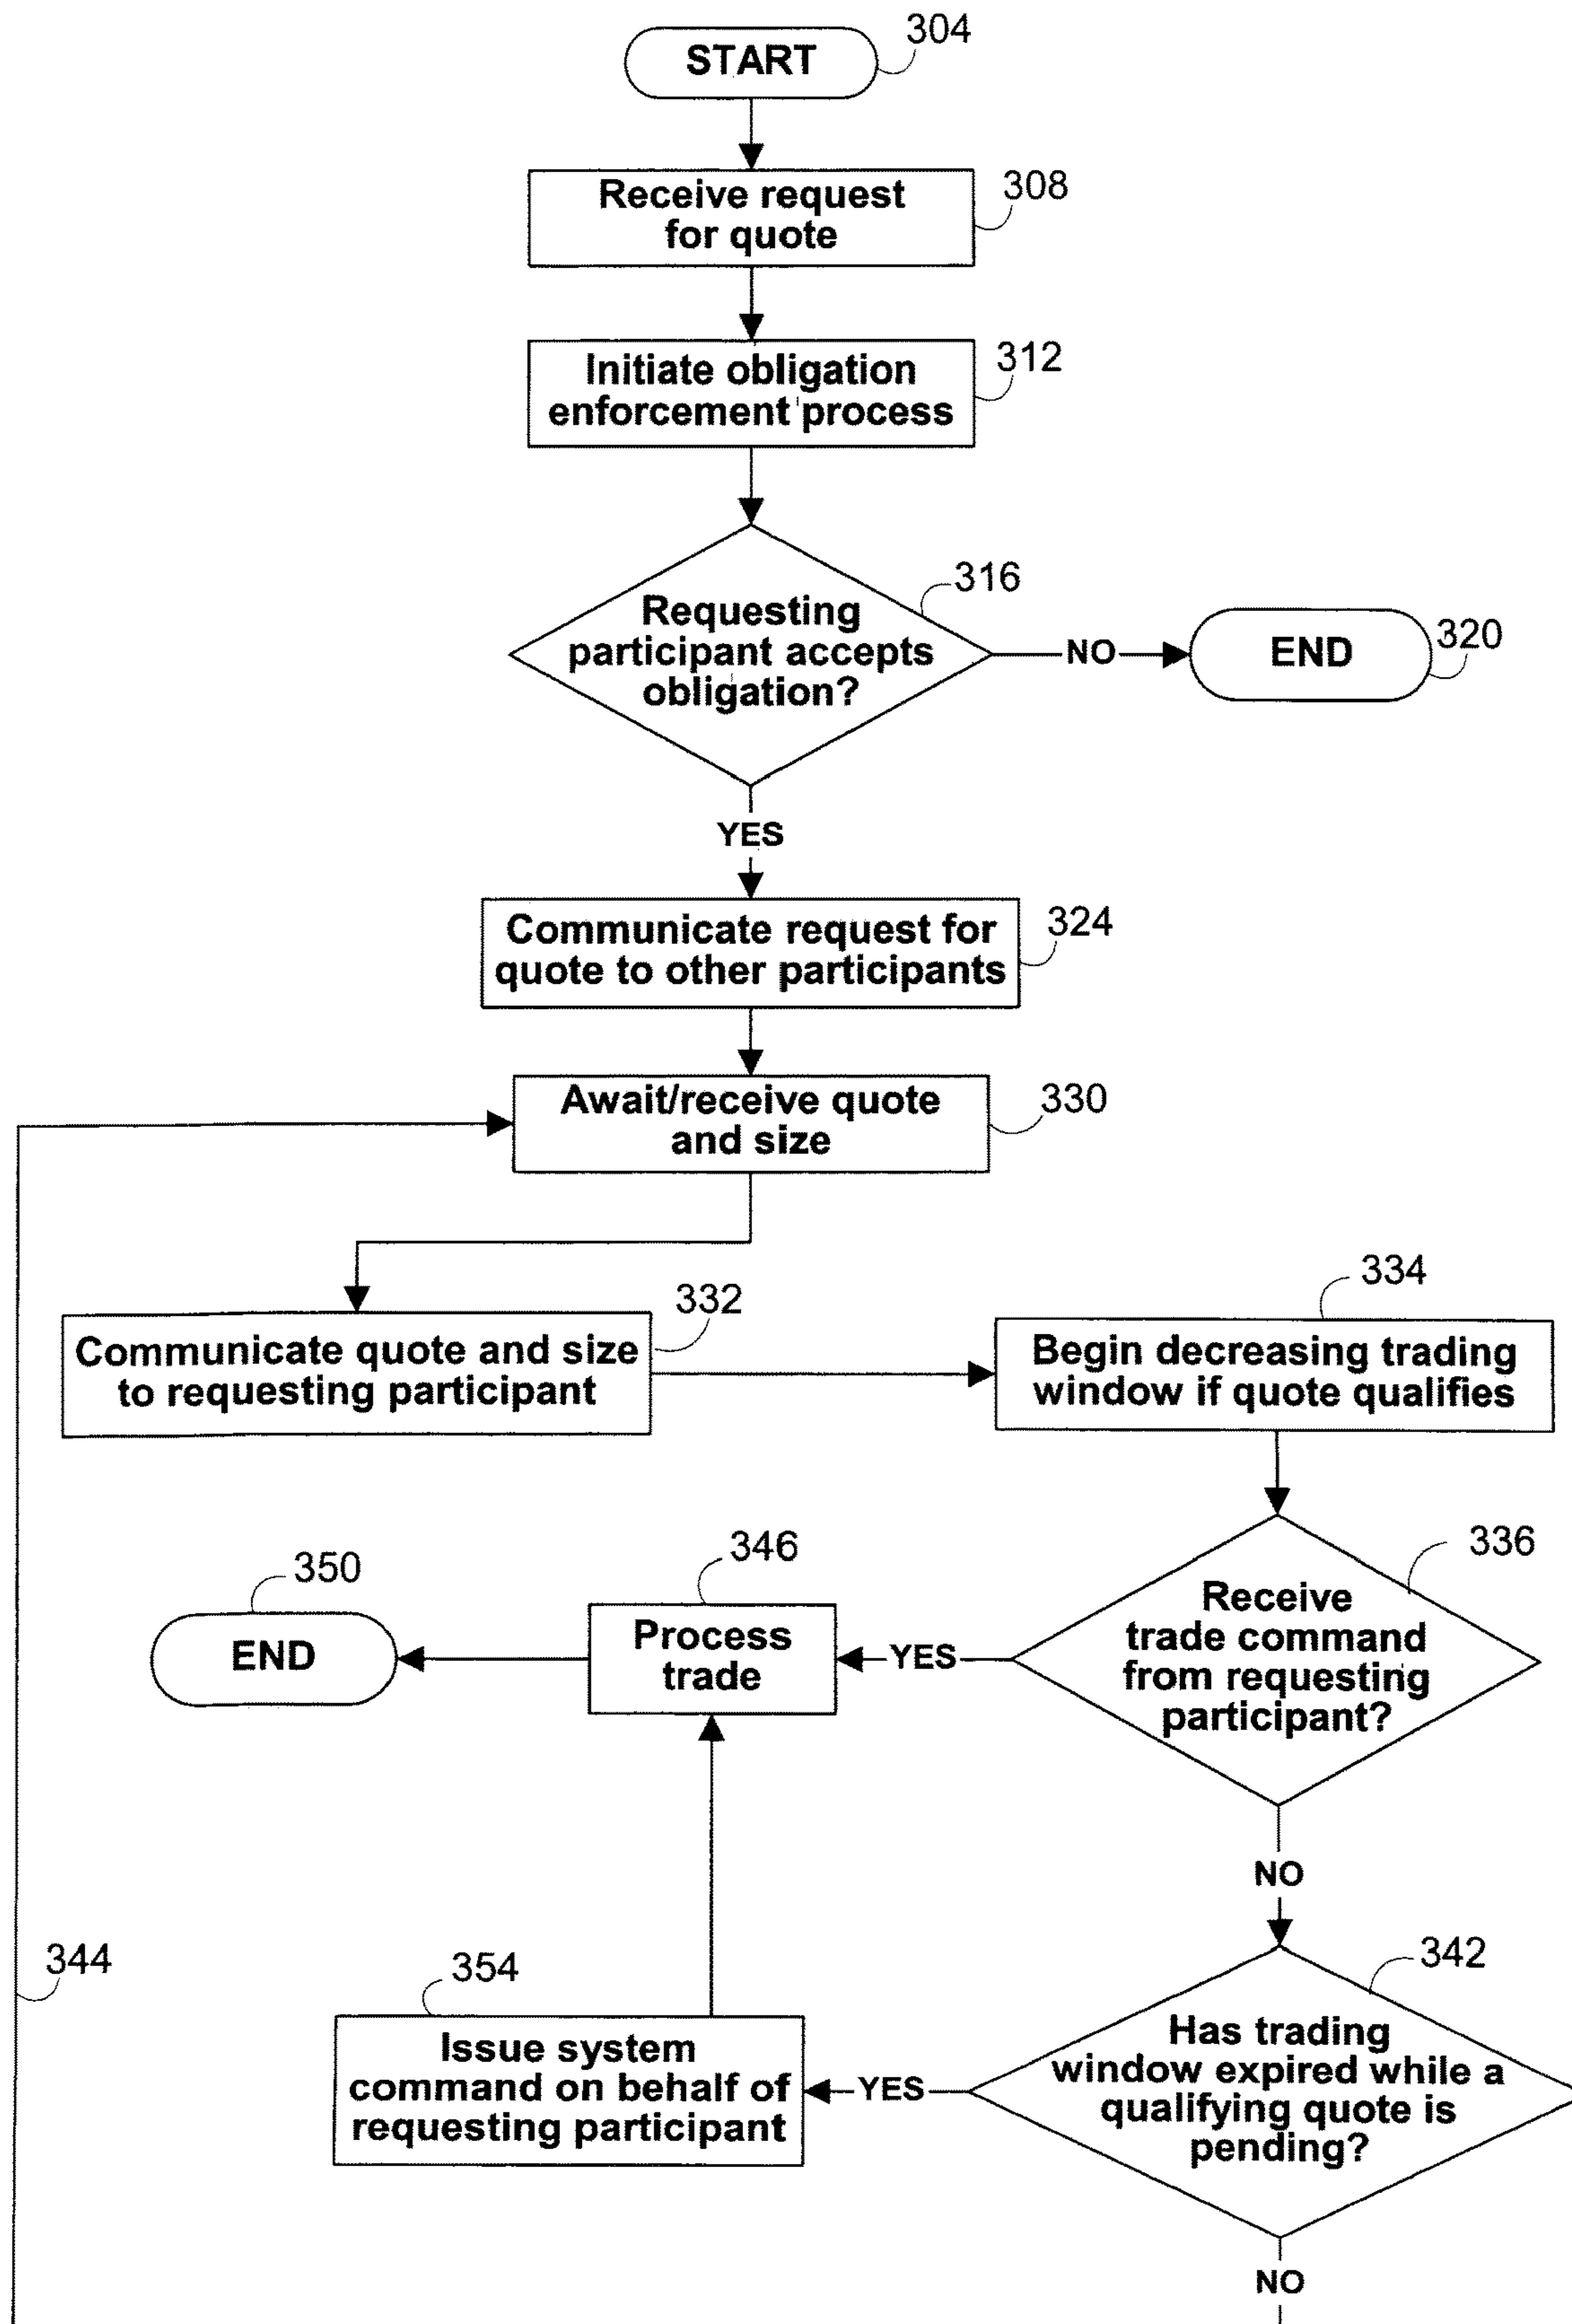 304
START
308
Receive request
for quote
312
Initiate obligation
enforcement process
316
Requesting
participant accepts
obligation?
NO
END
320
YES
324
Communicate request for
quote to other participants
330
Await/receive quote
and size
332
Communicate quote and size
to requesting participant
334
Begin decreasing trading
window if quote qualifies
336
Receive
trade command
from requesting
participant?
YES
346
Process
trade
350
END
NO
344
342
Has trading
window expired while a
qualifying quote is
pending?
YES
354
Issue system
command on behalf of
requesting participant
NO